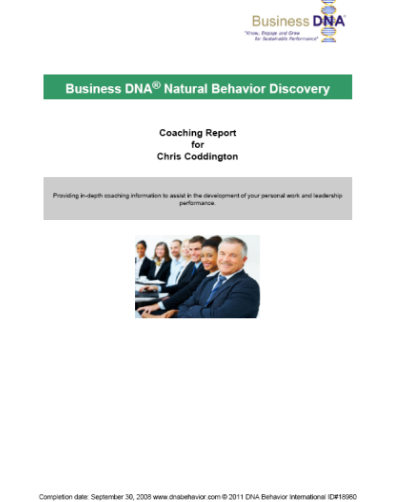 Business DNA®
"Know, Engage and Grow
for Sustainable Performance"
Business DNA® Natural Behavior Discovery
Coaching Report
for
Chris Coddington
Providing in-depth coaching information to assist in the development of your personal work and leadership
performance.
Completion date: September 30, 2008 www.dnabehavior.com © 2011 DNA Behavior International ID#18980